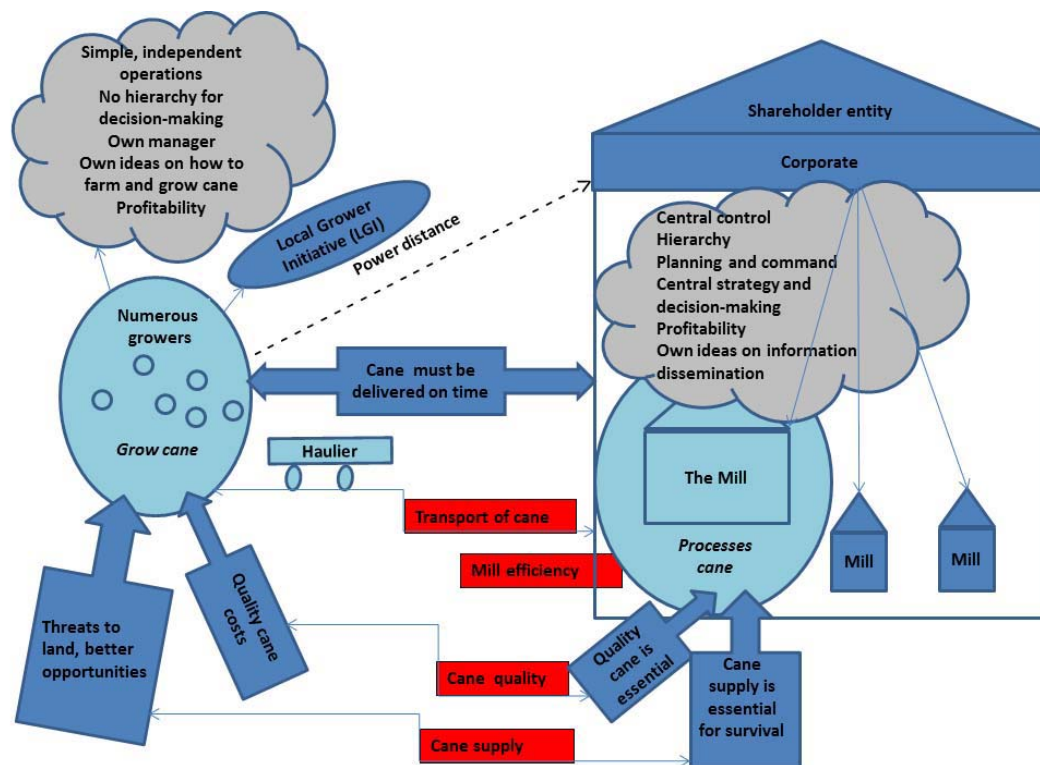 Simple, independent
operations
No hierarchy for
decision-making
Own manager
Own ideas on how to
farm and grow cane
Profitability
Shareholder entity
Corporate
Local Grower
Initiative (LGI)
Power distance
Central control
Hierarchy
Planning and command
Central strategy and
decision-making
Profitability
Own ideas on information
dissemination
Numerous
growers
Grow cane
Cane must be
delivered on time
Haulier
The Mill
Processes
cane
Mill
Mill
Transport of cane
Mill efficiency
Threats to
land, better
opportunities
Quality cane
costs
Cane quality
Quality
cane is
essential
Cane
supply is
essential
for survival
Cane supply